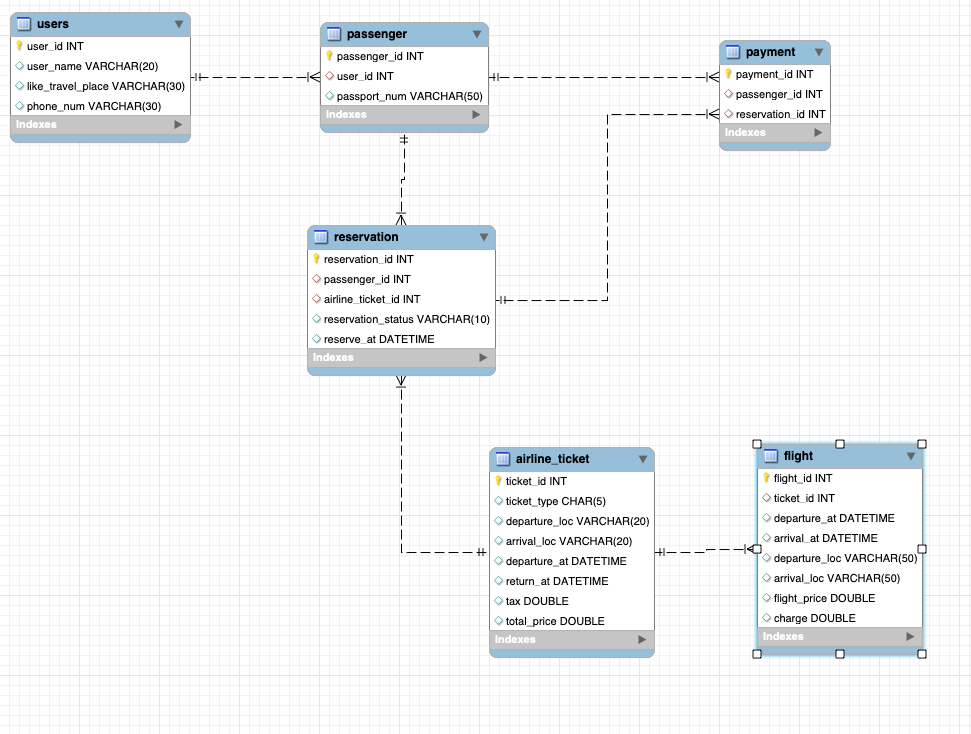 users
user_id INT
user_name VARCHAR(20)
like_travel_place VARCHAR(30)
phone_num VARCHAR(30)
Indexes
passenger
passenger_id INT
user_id INT
passport_num VARCHAR(50)
Indexes
payment
payment_id INT
passenger_id INT
reservation_id INT
Indexes
reservation
reservation_id INT
passenger_id INT
airline_ticket_id INT
reservation_status VARCHAR(10)
reserve_at DATETIME
Indexes
airline_ticket
ticket_id INT
ticket_type CHAR(5)
departure_loc VARCHAR(20)
arrival_loc VARCHAR(20)
departure_at DATETIME
return_at DATETIME
tax DOUBLE
total_price DOUBLE
Indexes
flight
flight_id INT
ticket_id INT
departure_at DATETIME
arrival_at DATETIME
departure_loc VARCHAR(50)
arrival_loc VARCHAR(50)
flight_price DOUBLE
charge DOUBLE
Indexes